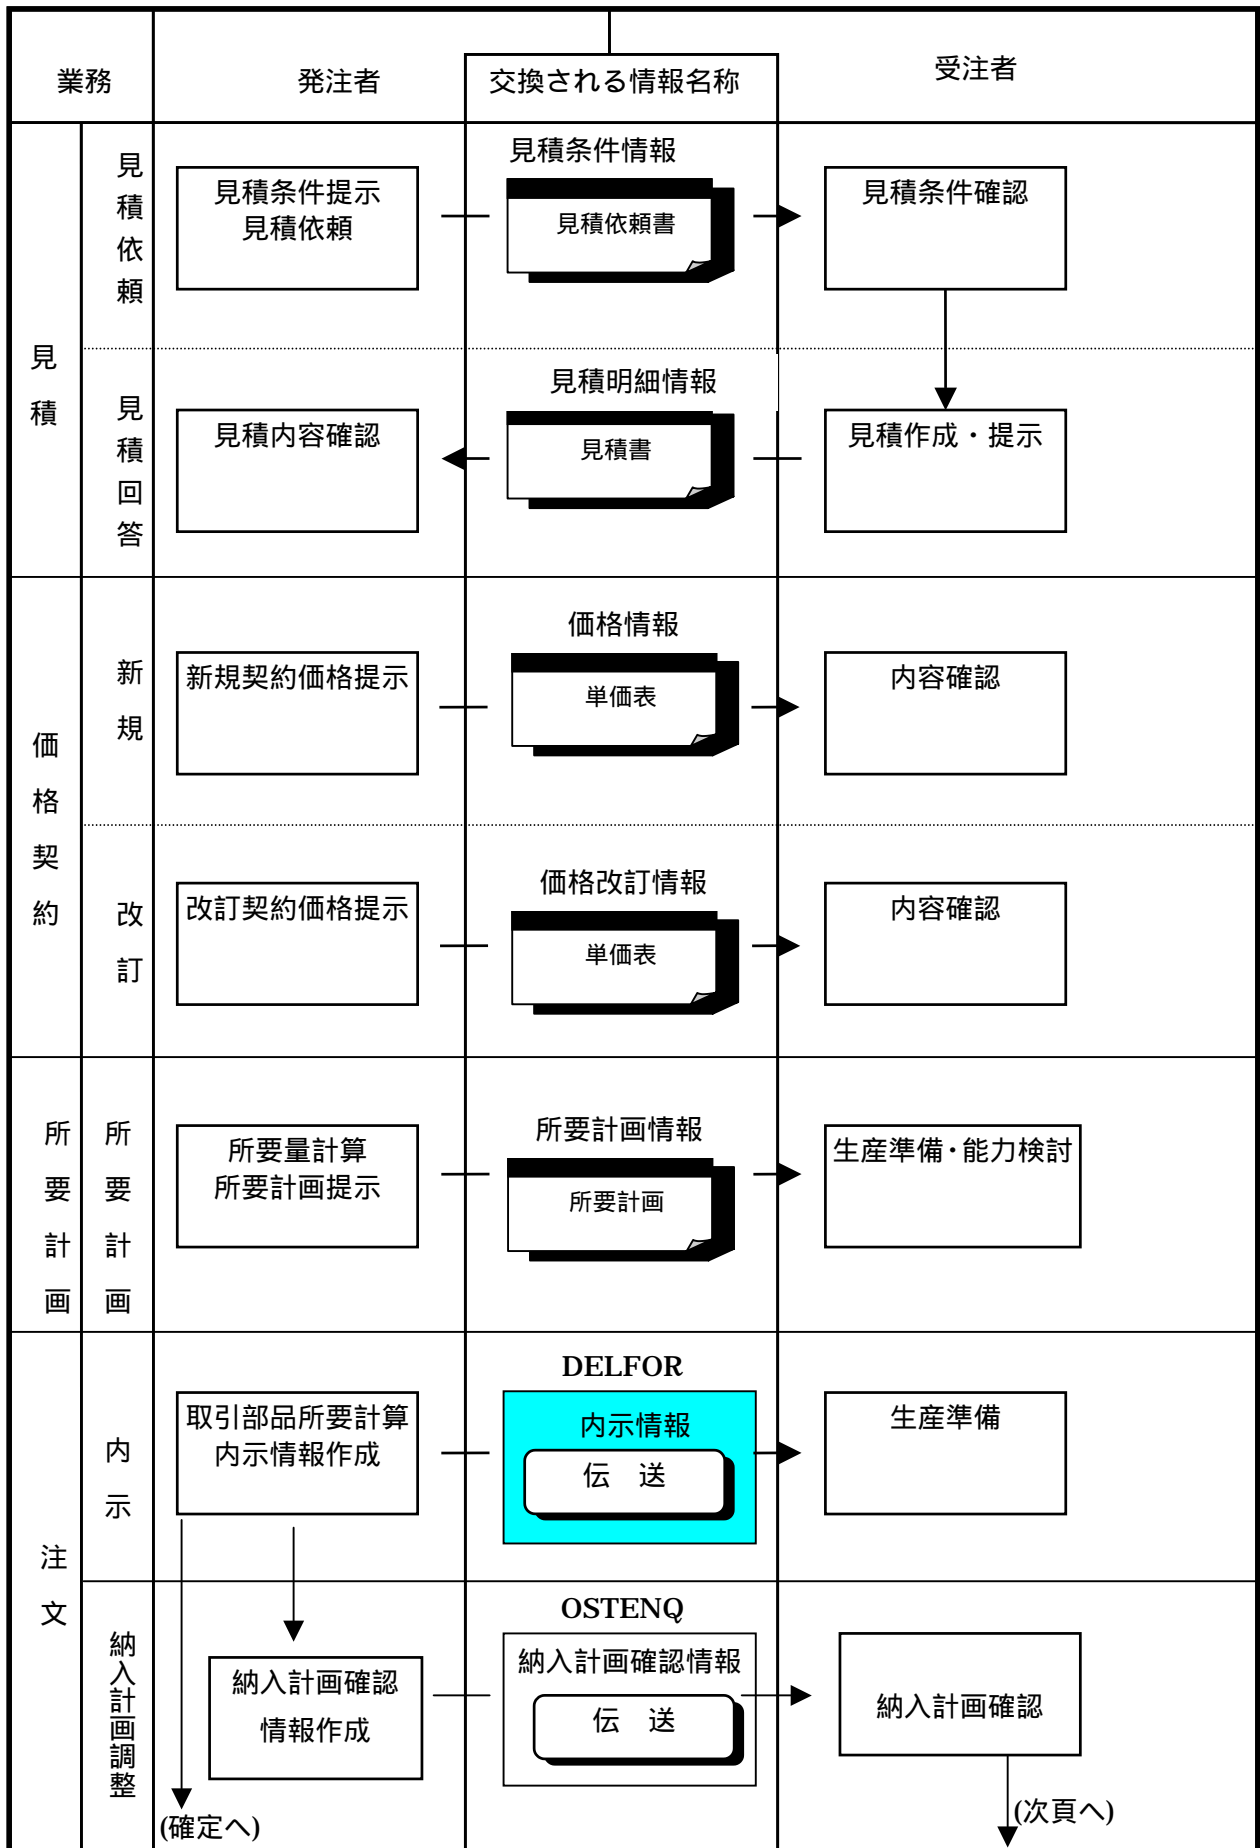 業務
発注者
交換される情報名称
受注者
見積
見積依頼
見積条件提示
見積依頼
見積条件情報
見積依頼書
見積条件確認
見積回答
見積内容確認
見積明細情報
見積書
見積作成・提示
価格契約
新規
新規契約価格提示
価格情報
単価表
内容確認
改訂
改訂契約価格提示
価格改訂情報
単価表
内容確認
所要計画
所要計画
所要量計算
所要計画提示
所要計画情報
所要計画
生産準備・能力検討
注文
内示
取引部品所要計算
内示情報作成
DELFOR
内示情報
伝　送
生産準備
納入計画調整
納入計画確認
情報作成
OSTENQ
納入計画確認情報
伝　送
納入計画確認
(確定へ)
(次頁へ)